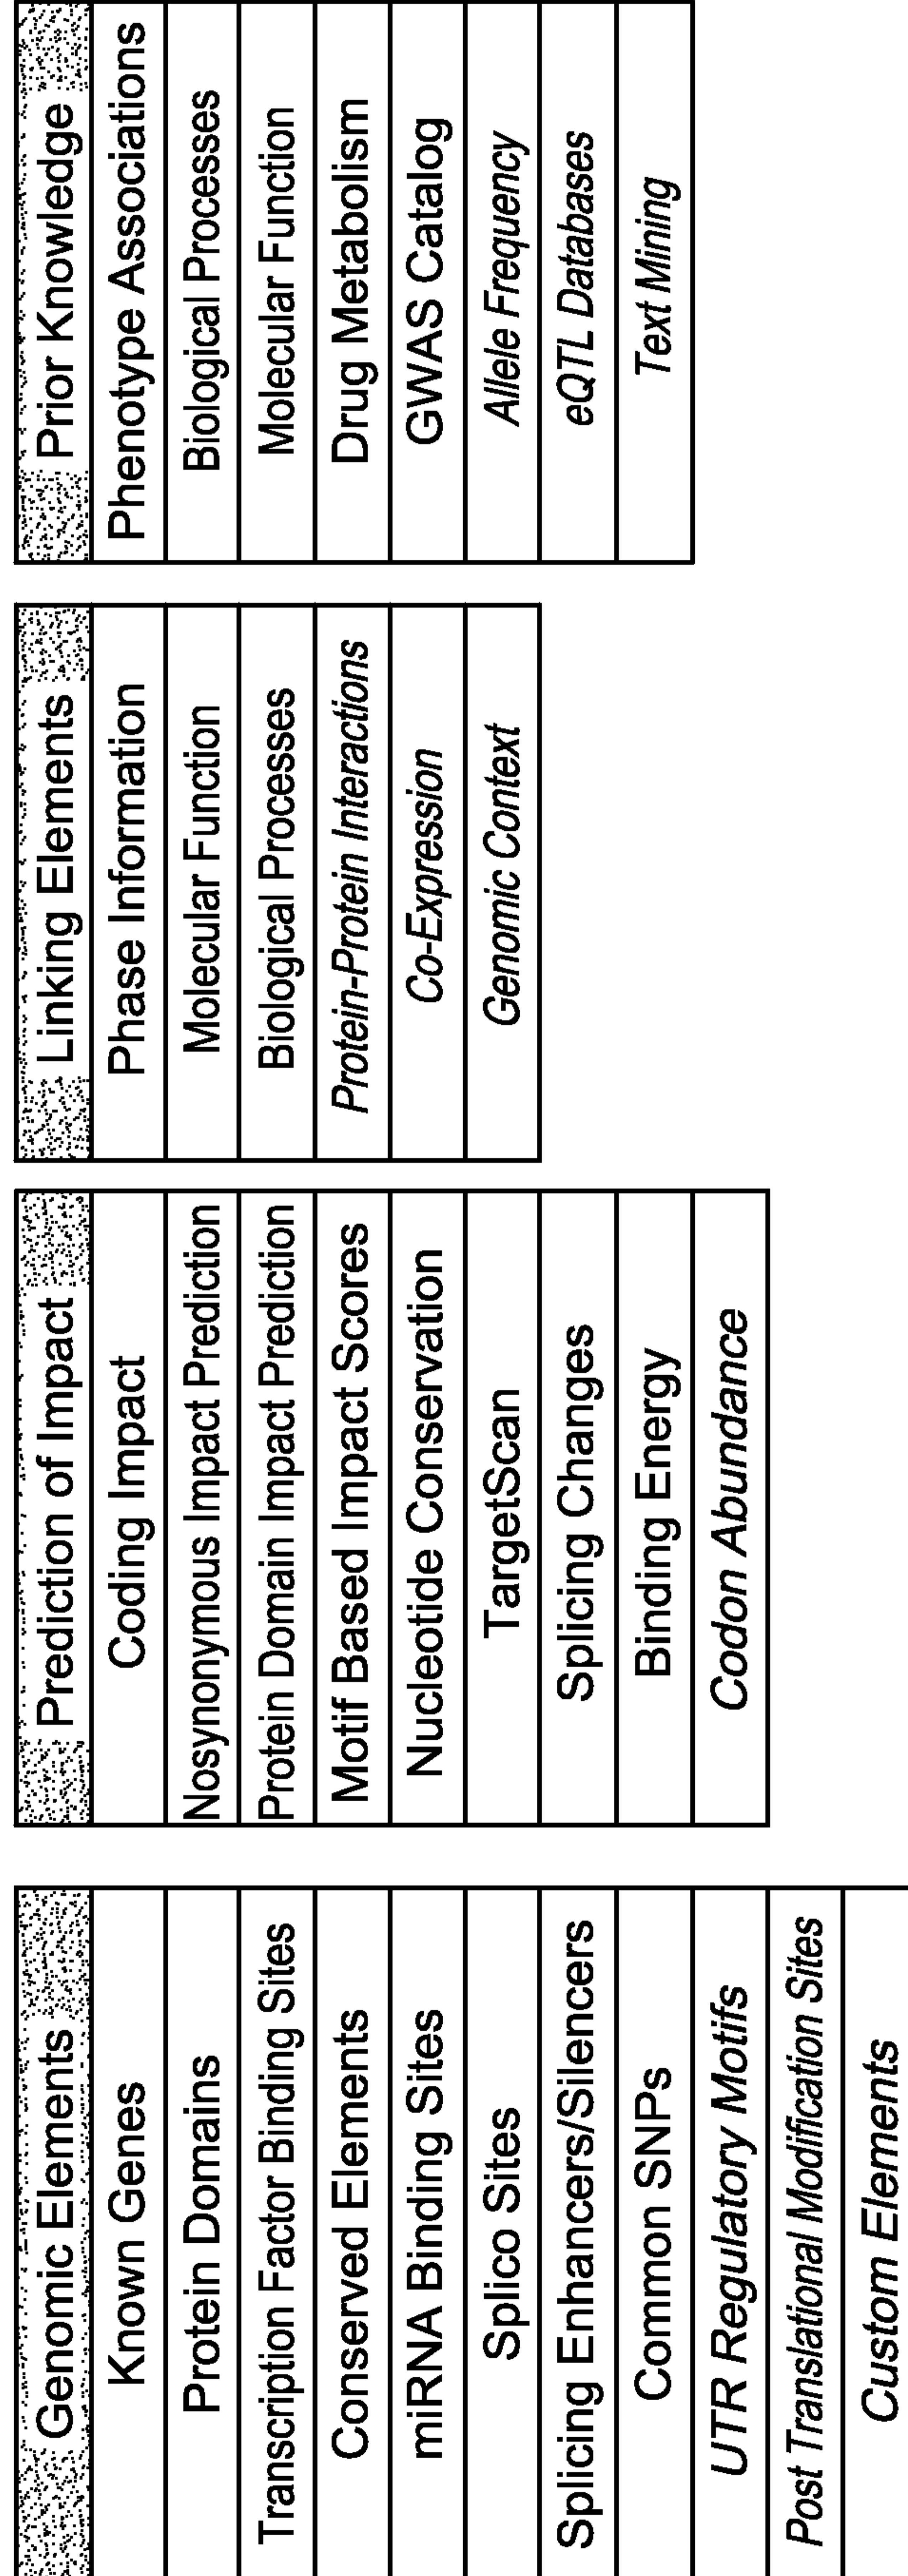 Genomic Elements
Known Genes
Protein Domains
Transcription Factor Binding Sites
Conserved Elements
miRNA Binding Sites
Splico Sites
Splicing Enhancers/Silencers
Common SNPs
UTR Regulatory Motifs
Post Translational Modification Sites
Custom Elements
Prediction of Impact
Coding Impact
Nosynonymous Impact Prediction
Protein Domain Impact Prediction
Motif Based Impact Scores
Nucleotide Conservation
TargetScan
Splicing Changes
Binding Energy
Codon Abundance
Linking Elements
Phase Information
Molecular Function
Biological Processes
Protein-Protein Interactions
Co-Expression
Genomic Context
Prior Knowledge
Phenotype Associations
Biological Processes
Molecular Function
Drug Metabolism
GWAS Catalog
Allele Frequency
eQTL Databases
Text Mining